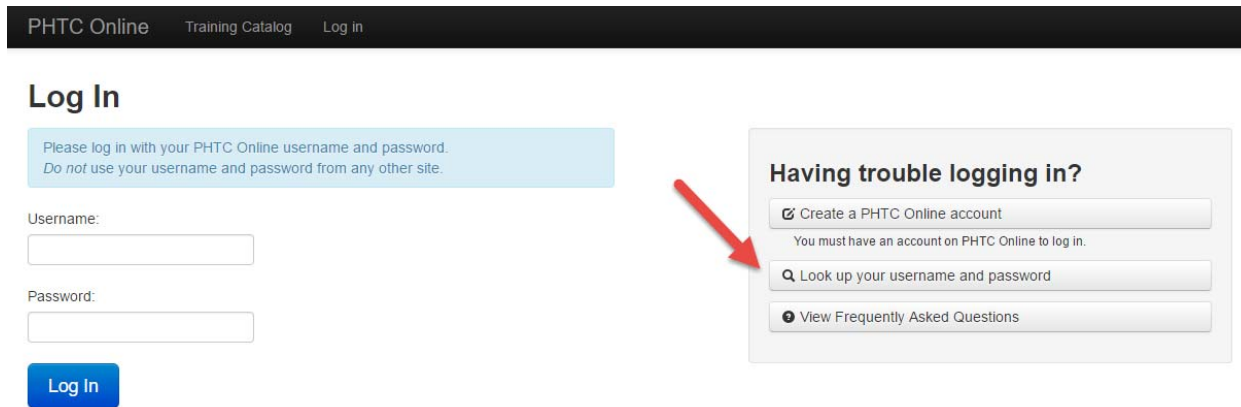 PHTC Online Training Catalog Log in
Log In
Please log in with your PHTC Online username and password.
Do not use your username and password from any other site.
Username:
Password:
Log In
Having trouble logging in?
Create a PHTC Online account
You must have an account on PHTC Online to log in.
Look up your username and password
View Frequently Asked Questions